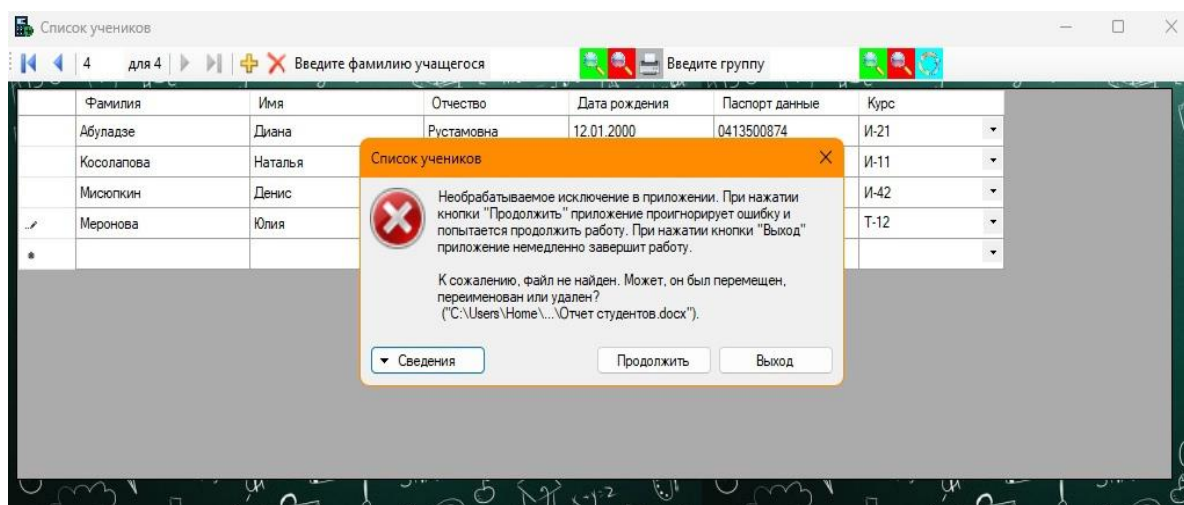 Список учеников
4 для 4 Введите фамилию учащегося Введите группу
Фамилия Имя Отчество Дата рождения Паспорт данные Курс
Абуладзе Диана Рустамовна 12.01.2000 0413500874 И-21
Косолапова Наталья И-11
Мисюпкин Денис И-42
Меронова Юлия Т-12
Список учеников
Необрабатываемое исключение в приложении. При нажатии
кнопки "Продолжить" приложение проигнорирует ошибку и
попытается продолжить работу. При нажатии кнопки "Выход"
приложение немедленно завершит работу.
К сожалению, файл не найден. Может, он был перемещен,
переименован или удален?
("C:\Users\Home\...\Отчет студентов.docx").
Сведения Продолжить Выход